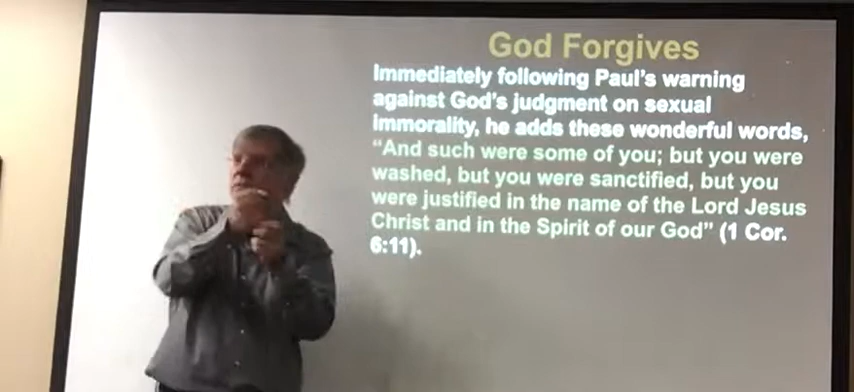 God Forgives
Immediately following Paul's warning
against God's judgment on sexual
immorality, he adds these wonderful words,
"And such were some of you; but you were
washed, but you were sanctified, but you
were justified in the name of the Lord Jesus
Christ and in the Spirit of our God" (1 Cor.
6:11).